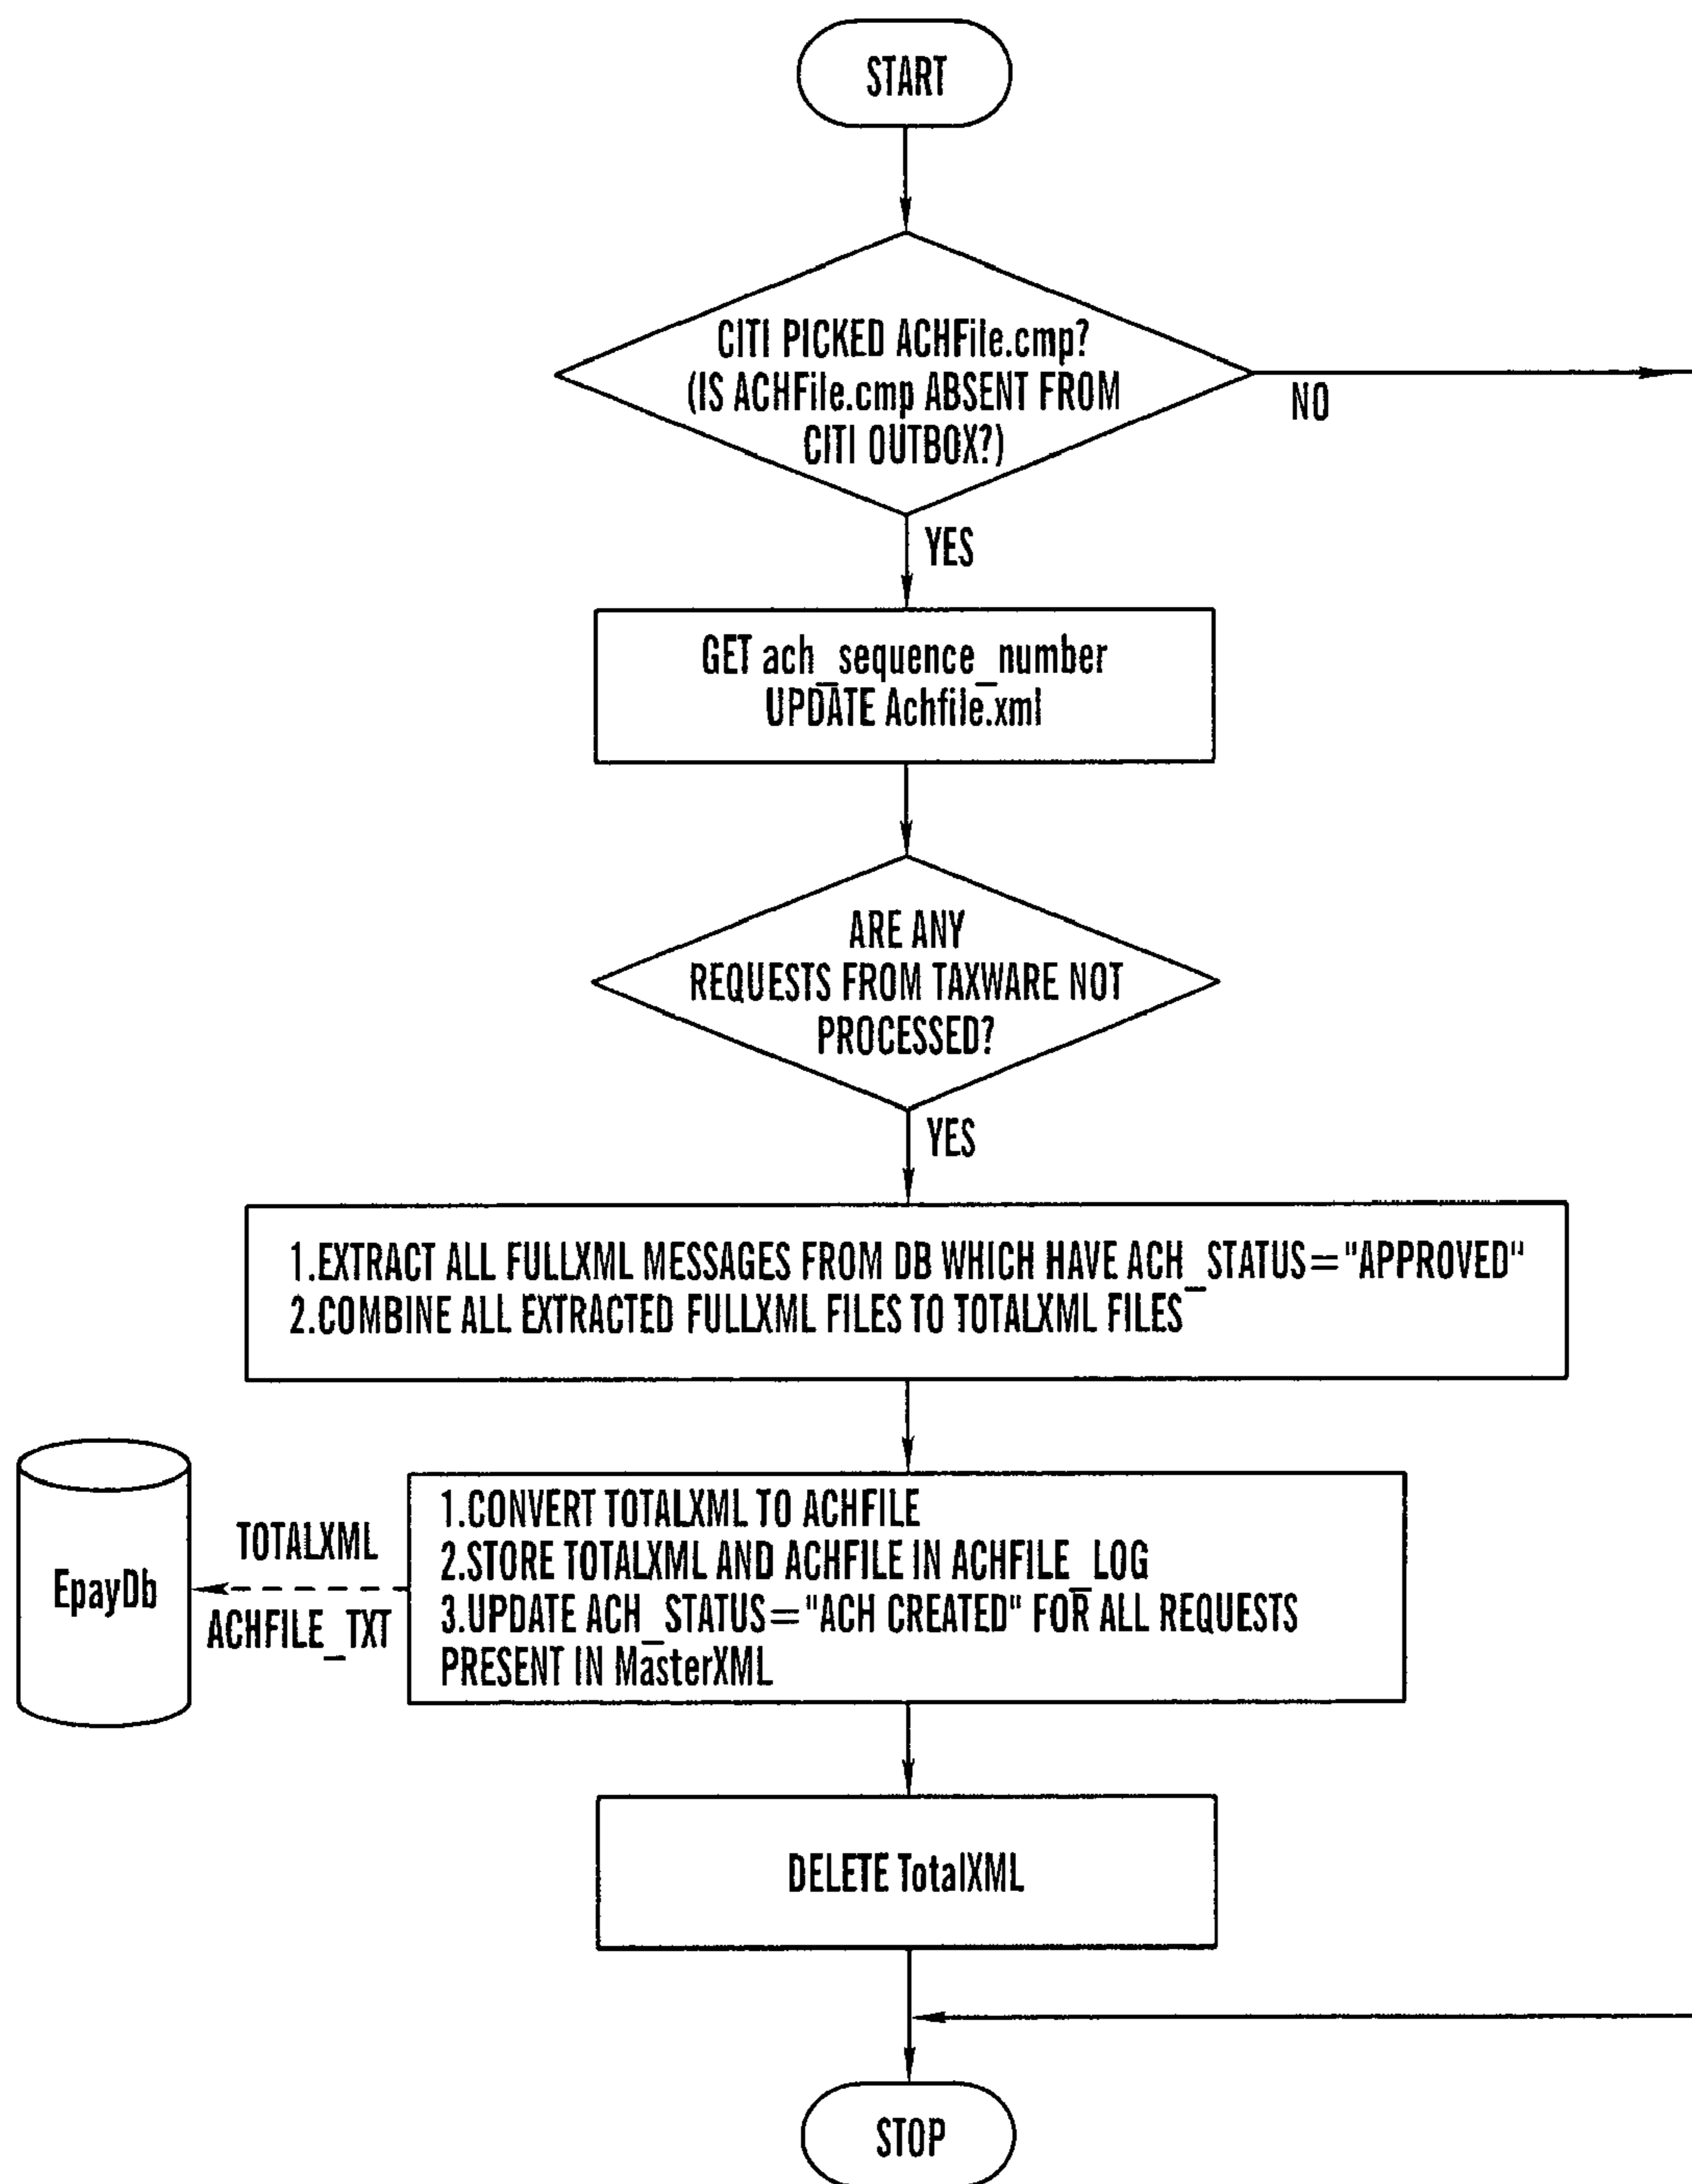 START
CITI PICKED ACHFile.cmp?
(IS ACHFile.cmp ABSENT FROM
CITI OUTBOX?)
NO
YES
GET ach_sequence_number
UPDATE Achfile.xml
ARE ANY
REQUESTS FROM TAXWARE NOT
PROCESSED?
YES
1.EXTRACT ALL FULLXML MESSAGES FROM DB WHICH HAVE ACH_STATUS="APPROVED"
2.COMBINE ALL EXTRACTED FULLXML FILES TO TOTALXML FILES
EpayDb
TOTALXML
ACHFILE_TXT
1.CONVERT TOTALXML TO ACHFILE
2.STORE TOTALXML AND ACHFILE IN ACHFILE_LOG
3.UPDATE ACH_STATUS="ACH CREATED" FOR ALL REQUESTS
PRESENT IN MasterXML
DELETE TotalXML
STOP